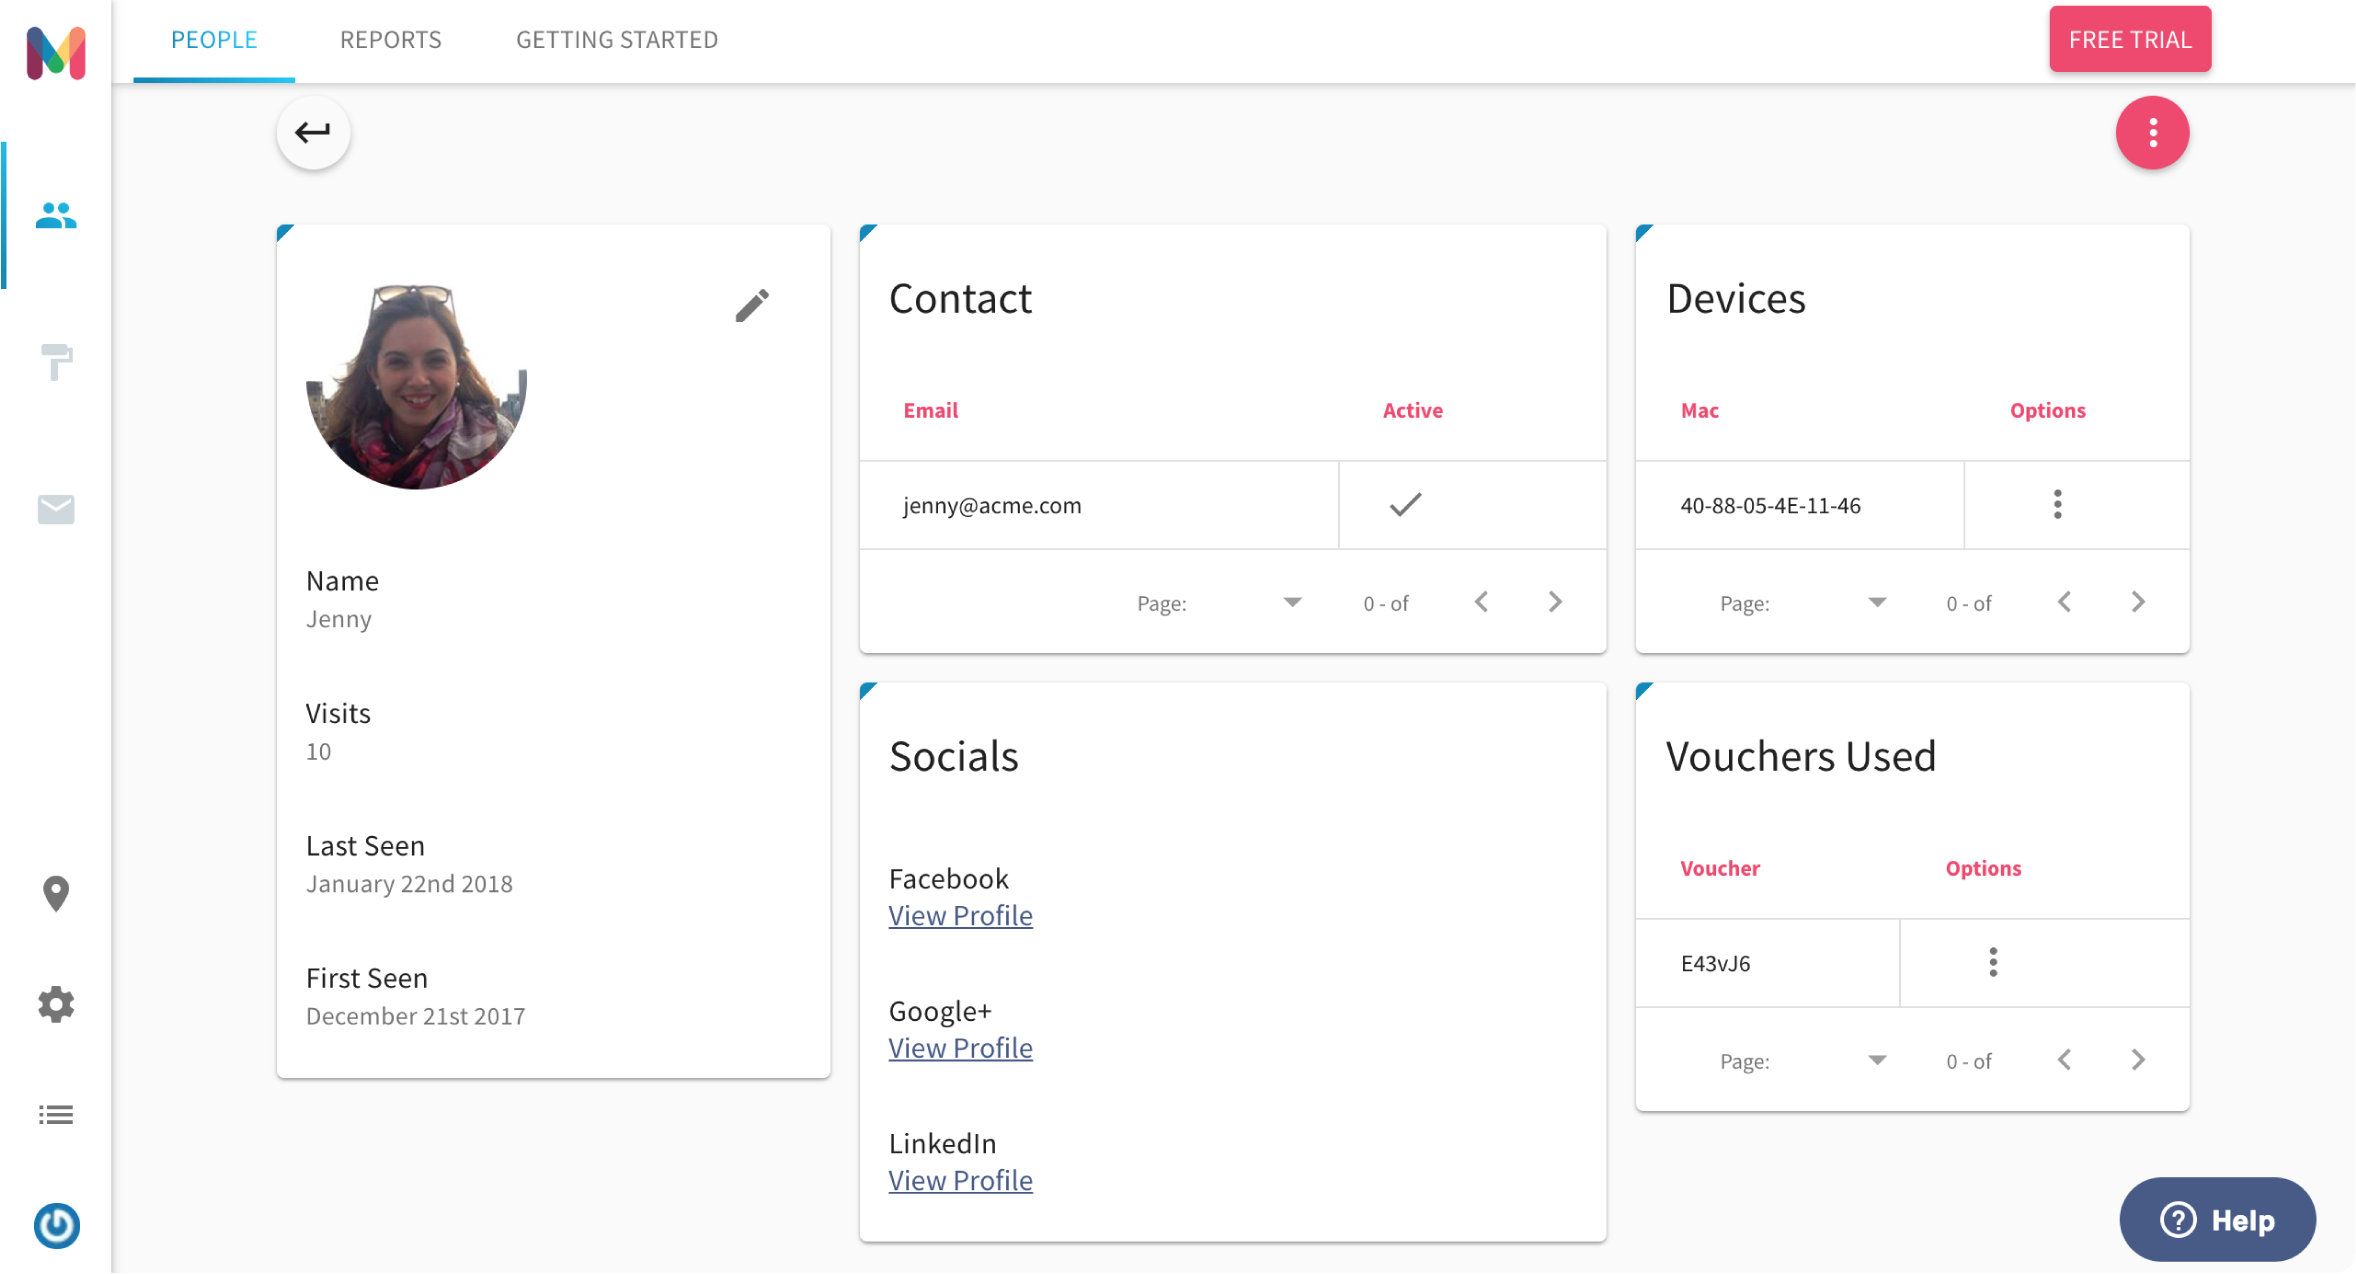 PEOPLE
REPORTS
GETTING STARTED
FREE TRIAL
Name
Jenny
Visits
10
Last Seen
January 22nd 2018
First Seen
December 21st 2017
Contact
Email
Active
jenny@acme.com
Page:
0 - of
Devices
Mac
Options
40-88-05-4E-11-46
Page:
0 - of
Socials
Facebook
View Profile
Google+
View Profile
LinkedIn
View Profile
Vouchers Used
Voucher
Options
E43vJ6
Page:
0 - of
Help